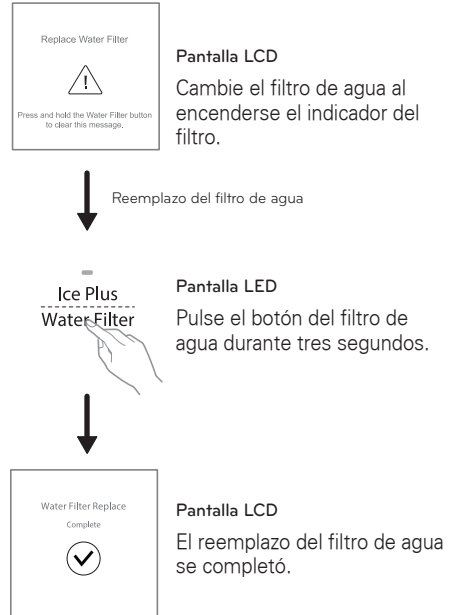 Replace Water Filter
Press and hold the Water Filter button
to clear this message.
Pantalla LCD
Cambie el filtro de agua al
encenderse el indicador del
filtro.
Reemplazo del filtro de agua
Ice Plus
Water Filter
Pantalla LED
Pulse el botón del filtro de
agua durante tres segundos.
Water Filter Replace
Complete
Pantalla LCD
El reemplazo del filtro de agua
se completó.